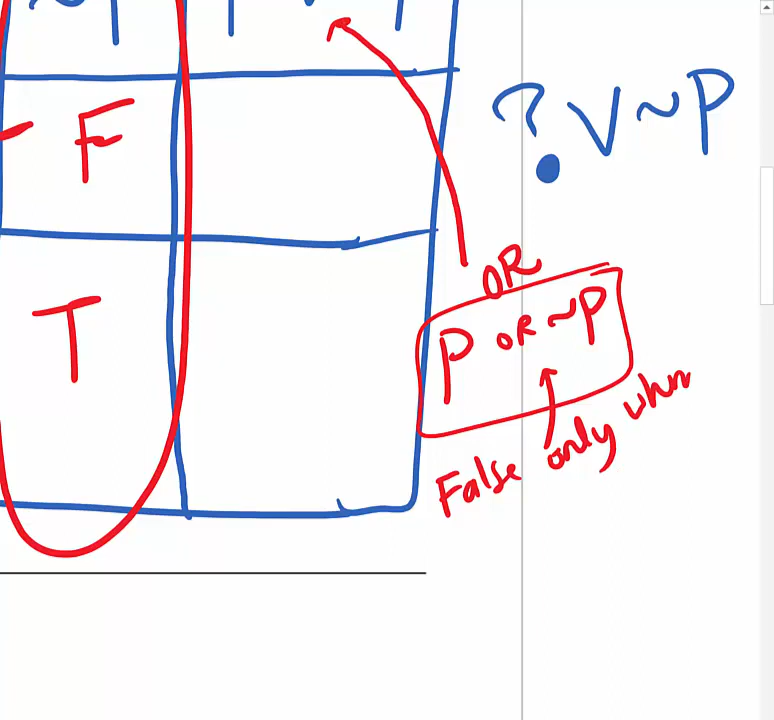 ? V ~ P
F
OR
P OR ~P
T
False only when